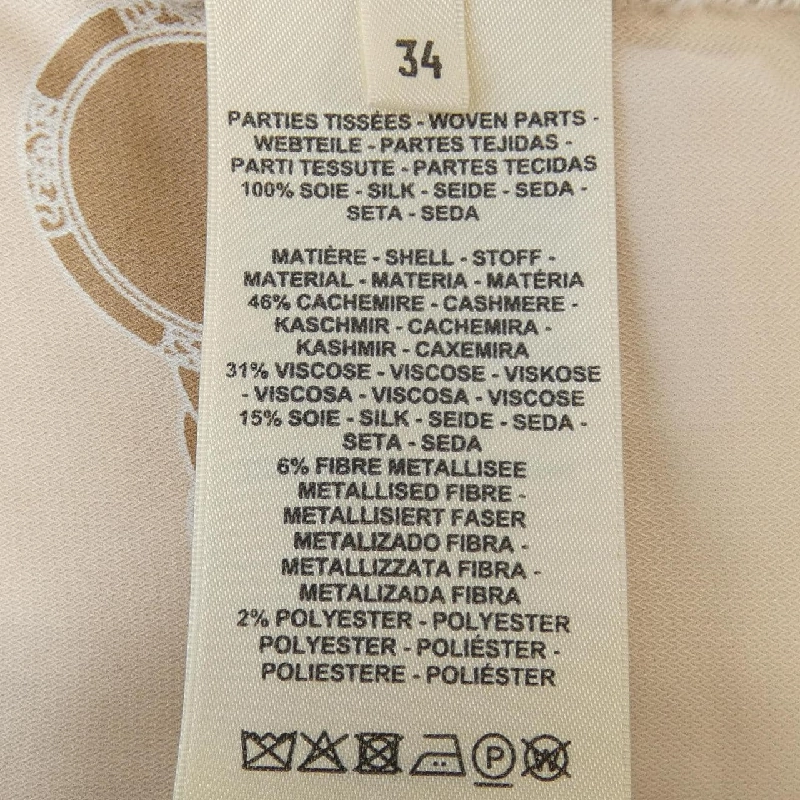 34
PARTIES TISSÉES - WOVEN PARTS -
WEBTEILE - PARTES TEJIDAS -
PARTI TESSUTE - PARTES TECIDAS
100% SOIE - SILK - SEIDE - SEDA -
SETA - SEDA
MATIÈRE - SHELL - STOFF -
MATERIAL - MATERIA - MATÉRIA
46% CACHEMIRE - CASHMERE -
KASCHMIR - CACHEMIRA -
KASHMIR - CAXEMIRA
31% VISCOSE - VISCOSE - VISKOSE
- VISCOSA - VISCOSA - VISCOSE
15% SOIE - SILK - SEIDE - SEDA -
SETA - SEDA
6% FIBRE METALLISEE
METALLISED FIBRE -
METALLISIERT FASER
METALIZADO FIBRA -
METALLIZZATA FIBRA -
METALIZADA FIBRA
2% POLYESTER - POLYESTER
POLYESTER - POLIÉSTER -
POLIESTERE - POLIÉSTER
P W